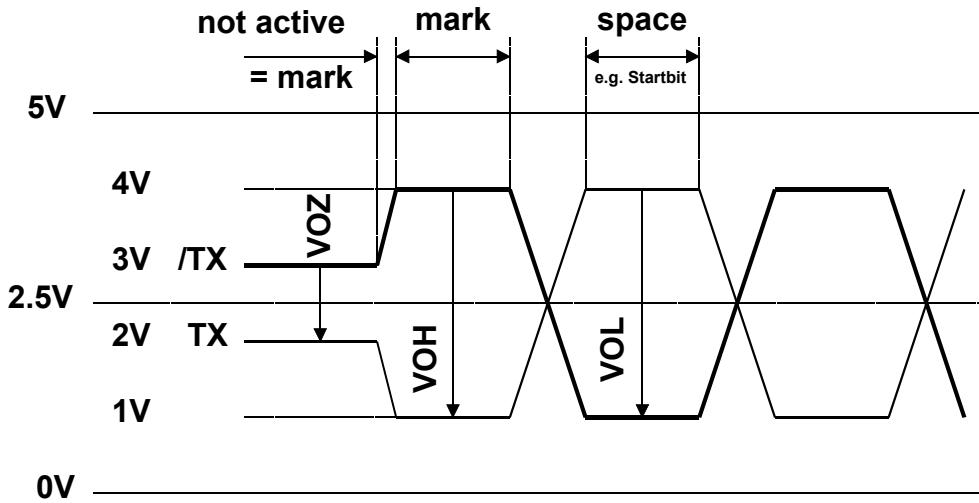 not active mark space
= mark e.g. Startbit
5V
4V
VOZ
3V /TX
2.5V
2V TX
VOH VOL
1V
0V